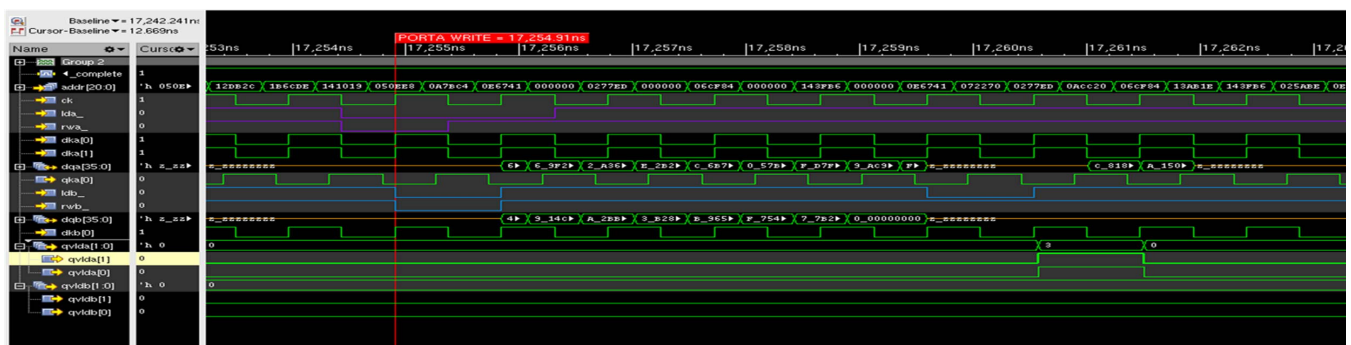 Baseline = 17,242.241ns
Cursor-Baseline = 12.669ns
PORTA WRITE = 17,254.91ns
Name Curso 253ns 17,254ns 17,255ns 17,256ns 17,257ns 17,258ns 17,259ns 17,260ns 17,261ns 17,262ns 17,2
Group 2
_complete 1
addr[20:0] 'h 050E 12DB2C 1B6CDE 141019 050EE8 0A7BC4 0E6741 000000 0277ED 000000 06CF84 000000 143FB6 000000 0E6741 072270 0277ED 0ACC20 06CF84 13AB1E 143FB6 025ABE 0E
ck 1
lda_ 0
rwa_ 0
dka[0] 1
dka[1] 1
dqa[35:0] 'h z_zz z_zzzzzzzz 6 6_9F2 2_A36 E_2B2 C_6B7 0_57B F_D7F 9_AC9 F z_zzzzzzzz C_818 A_150 z_zzzzzzzz
qka[0] 0
ldb_ 0
rwb_ 0
dqb[35:0] 'h z_zz z_zzzzzzzz 4 9_14C A_2BB 3_B28 B_965 F_754 7_7B2 0_00000000 z_zzzzzzzz
dkb[0] 1
qvlda[1:0] 'h 0 0 3 0
qvlda[1] 0
qvlda[0] 0
qvldb[1:0] 'h 0 0
qvldb[1] 0
qvldb[0] 0